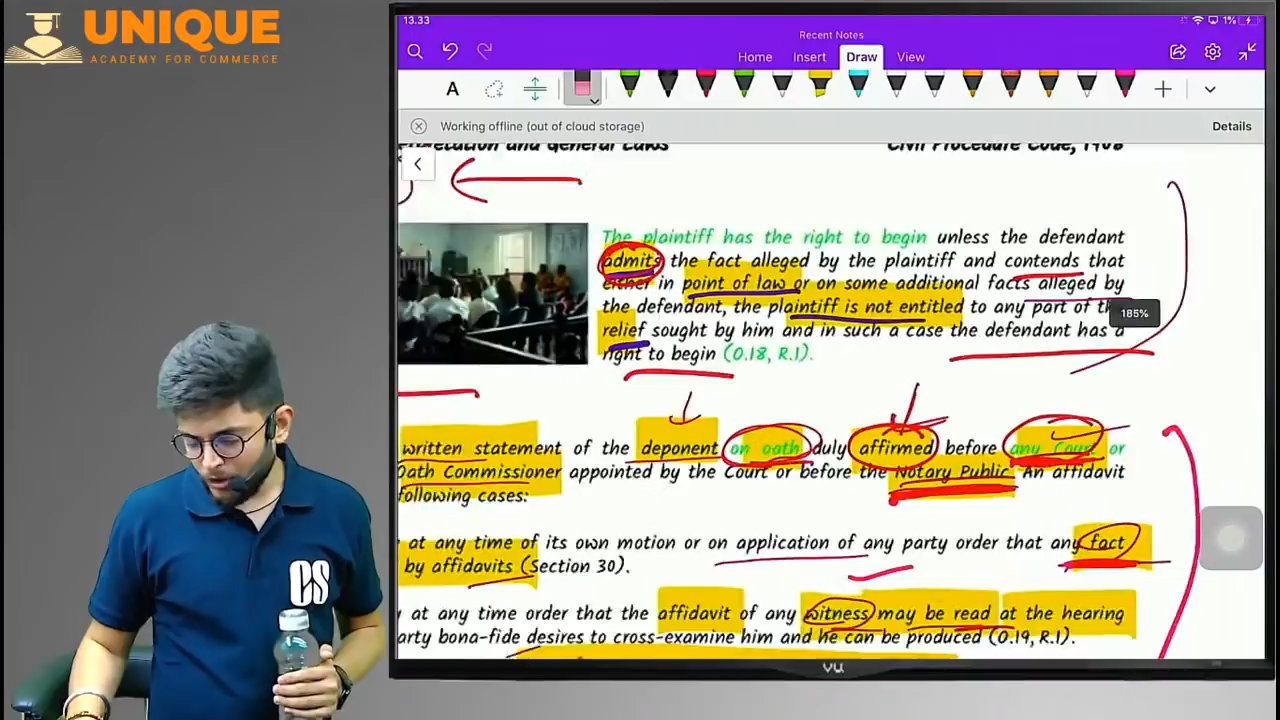 UNIQUE
ACADEMY FOR COMMERCE
13.33
1%
Recent Notes
Home Insert Draw View
A
Working offline (out of cloud storage)
Details
and General Laws
Civil Procedure Code, 1908
The plaintiff has the right to begin unless the defendant
admits the fact alleged by the plaintiff and contends that
either in point of law or on some additional facts alleged by
the defendant, the plaintiff is not entitled to any part of the
185%
relief sought by him and in such a case the defendant has a
right to begin (O.18, R.1).
written statement of the deponent on oath duly affirmed before any Court or
Oath Commissioner appointed by the Court or before the Notary Public. An affidavit
following cases:
at any time of its own motion or on application of any party order that any fact
by affidavits (Section 30).
y at any time order that the affidavit of any witness may be read at the hearing
arty bona-fide desires to cross-examine him and he can be produced (O.19, R.1).
CS
VU